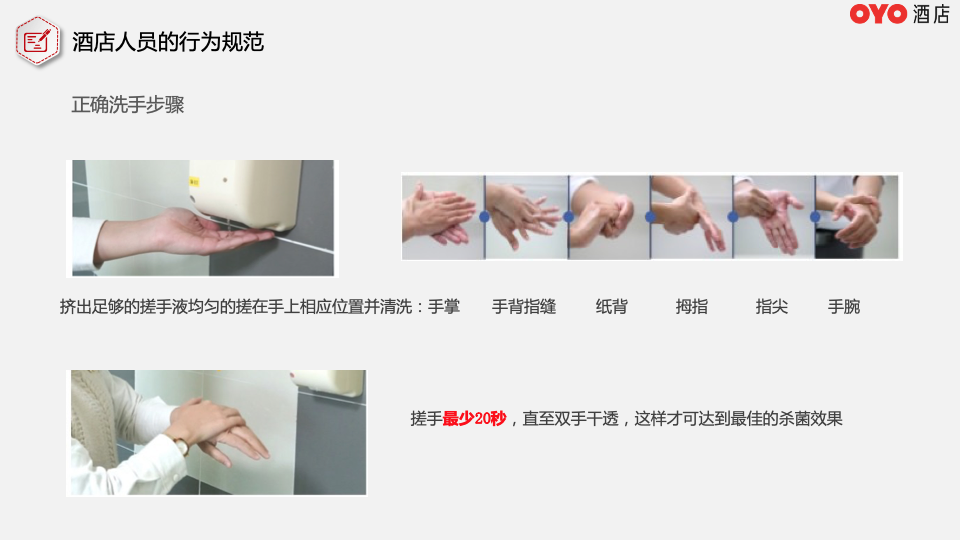 OYO 酒店
酒店人员的行为规范
正确洗手步骤
挤出足够的搓手液均匀的搓在手上相应位置并清洗：手掌 手背指缝 纸背 拇指 指尖 手腕
搓手最少20秒，直至双手干透，这样才可达到最佳的杀菌效果